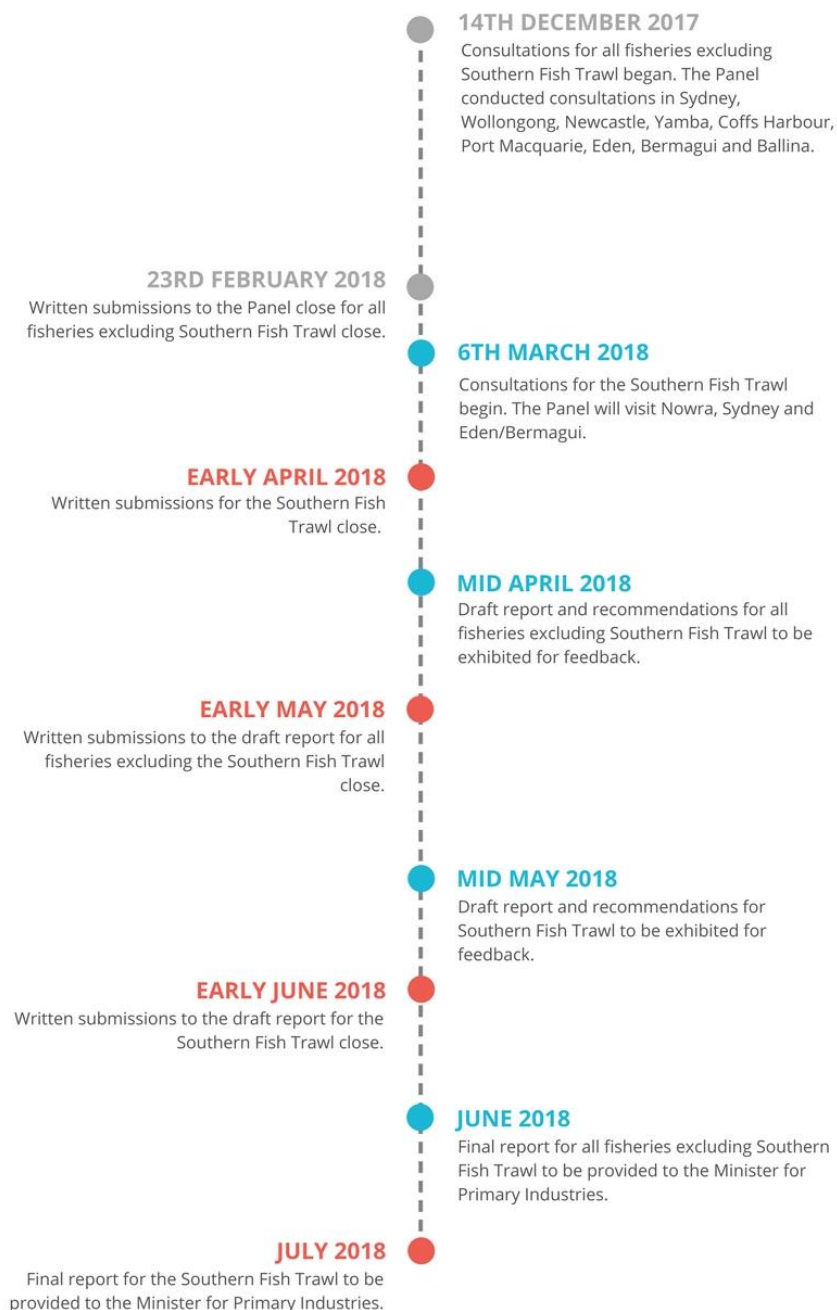 14TH DECEMBER 2017
Consultations for all fisheries excluding
Southern Fish Trawl began. The Panel
conducted consultations in Sydney,
Wollongong, Newcastle, Yamba, Coffs Harbour,
Port Macquarie, Eden, Bermagui and Ballina.
23RD FEBRUARY 2018
Written submissions to the Panel close for all
fisheries excluding Southern Fish Trawl close.
6TH MARCH 2018
Consultations for the Southern Fish Trawl
begin. The Panel will visit Nowra, Sydney and
Eden/Bermagui.
EARLY APRIL 2018
Written submissions for the Southern Fish
Trawl close.
MID APRIL 2018
Draft report and recommendations for all
fisheries excluding Southern Fish Trawl to be
exhibited for feedback.
EARLY MAY 2018
Written submissions to the draft report for all
fisheries excluding the Southern Fish Trawl
close.
MID MAY 2018
Draft report and recommendations for
Southern Fish Trawl to be exhibited for
feedback.
EARLY JUNE 2018
Written submissions to the draft report for the
Southern Fish Trawl close.
JUNE 2018
Final report for all fisheries excluding Southern
Fish Trawl to be provided to the Minister for
Primary Industries.
JULY 2018
Final report for the Southern Fish Trawl to be
provided to the Minister for Primary Industries.